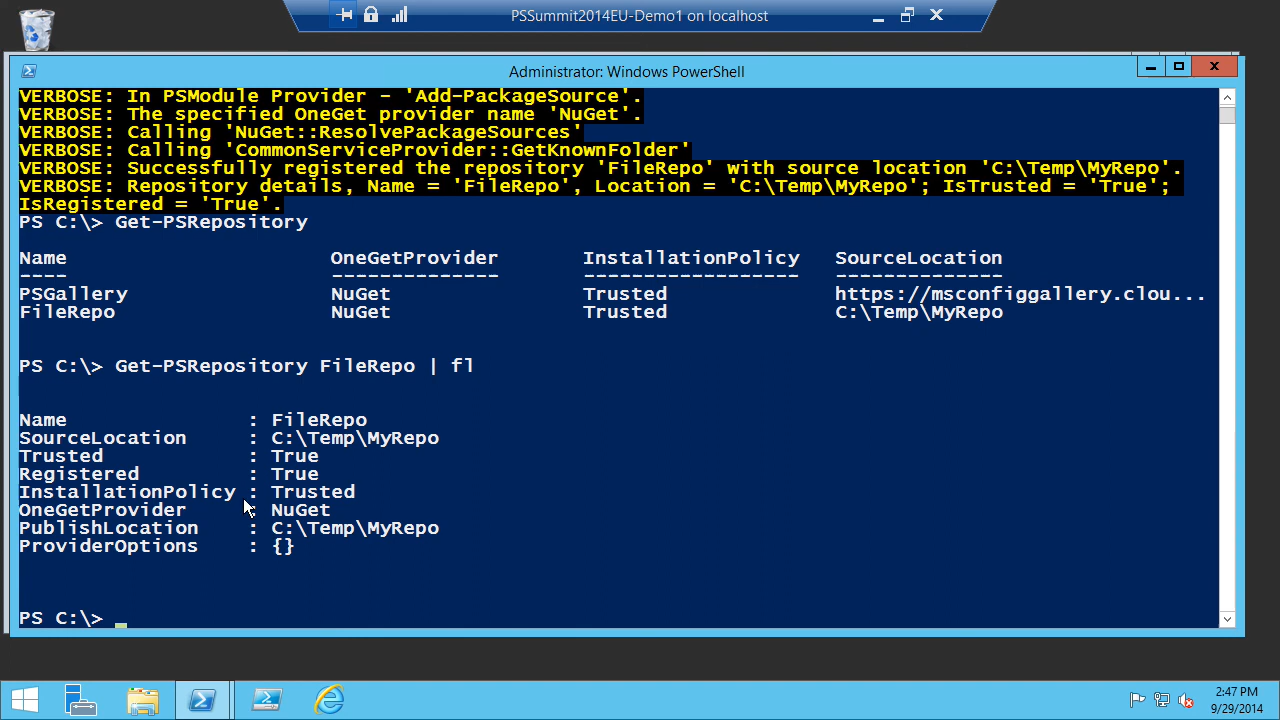 PSSummit2014EU-Demo1 on localhost
Administrator: Windows PowerShell
VERBOSE: In PSModule Provider - 'Add-PackageSource'.
VERBOSE: The specified OneGet provider name 'NuGet'.
VERBOSE: Calling 'NuGet::ResolvePackageSources'
VERBOSE: Calling 'CommonServiceProvider::GetKnownFolder'
VERBOSE: Successfully registered the repository 'FileRepo' with source location 'C:\Temp\MyRepo'.
VERBOSE: Repository details, Name = 'FileRepo', Location = 'C:\Temp\MyRepo'; IsTrusted = 'True';
IsRegistered = 'True'.
PS C:\> Get-PSRepository
Name OneGetProvider InstallationPolicy SourceLocation
---- -------------- ------------------ --------------
PSGallery NuGet Trusted https://msconfiggallery.clou...
FileRepo NuGet Trusted C:\Temp\MyRepo
PS C:\> Get-PSRepository FileRepo | fl
Name : FileRepo
SourceLocation : C:\Temp\MyRepo
Trusted : True
Registered : True
InstallationPolicy : Trusted
OneGetProvider : NuGet
PublishLocation : C:\Temp\MyRepo
ProviderOptions : {}
PS C:\>
2:47 PM
9/29/2014